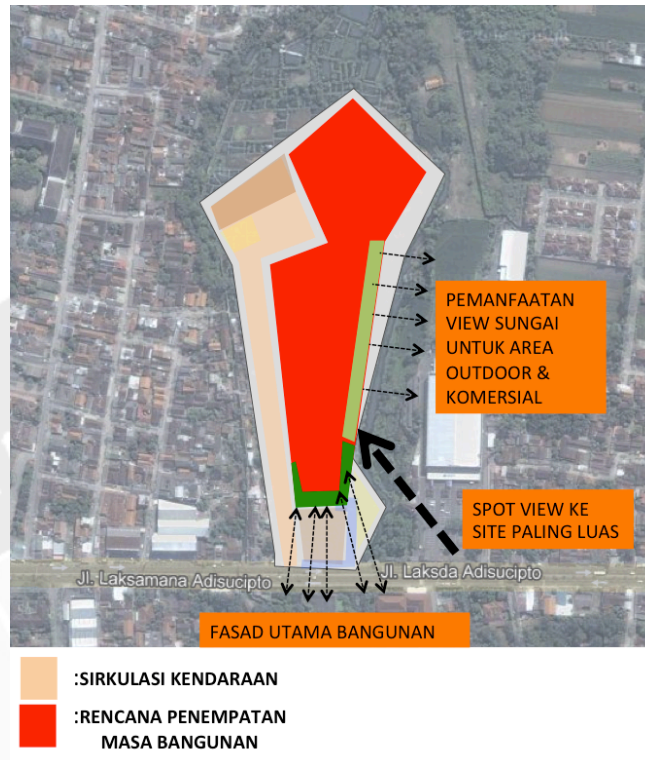 PEMANFAATAN
VIEW SUNGAI
UNTUK AREA
OUTDOOR &
KOMERSIAL
SPOT VIEW KE
SITE PALING LUAS
Jl. Laksamana Adisucipto
Jl. Laksda Adisucipto
FASAD UTAMA BANGUNAN
:SIRKULASI KENDARAAN
:RENCANA PENEMPATAN
MASA BANGUNAN